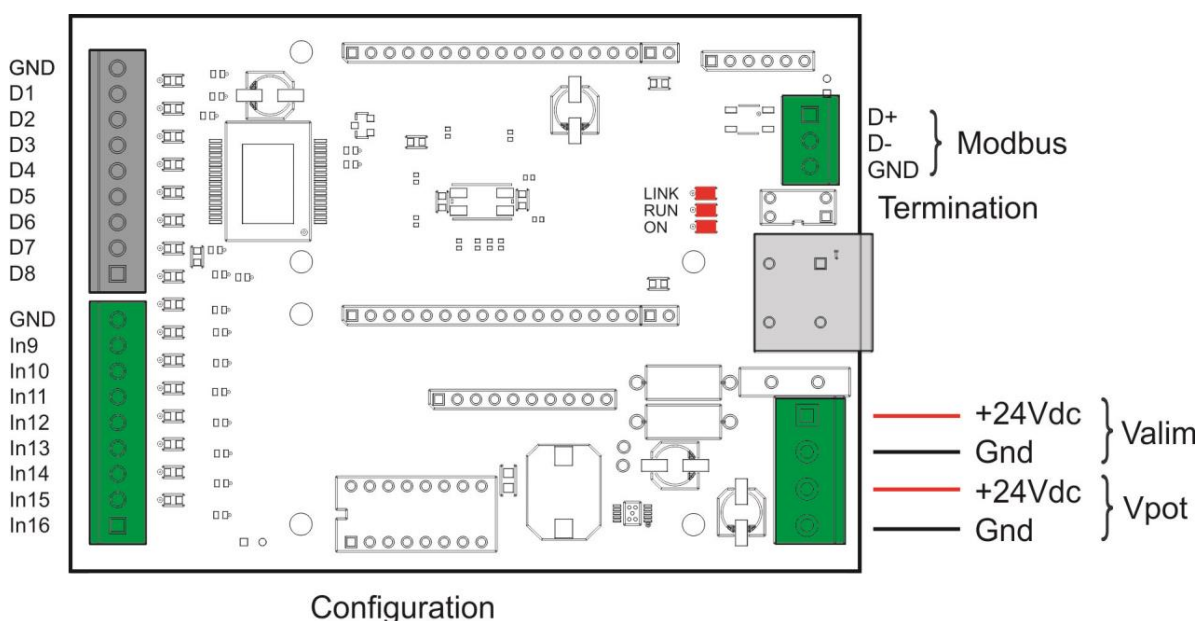 GND
D1
D2
D3
D4
D5
D6
D7
D8
GND
In9
In10
In11
In12
In13
In14
In15
In16
LINK
RUN
ON
D+
D-
GND
Modbus
Termination
+24Vdc
Gnd
Valim
+24Vdc
Gnd
Vpot
Configuration